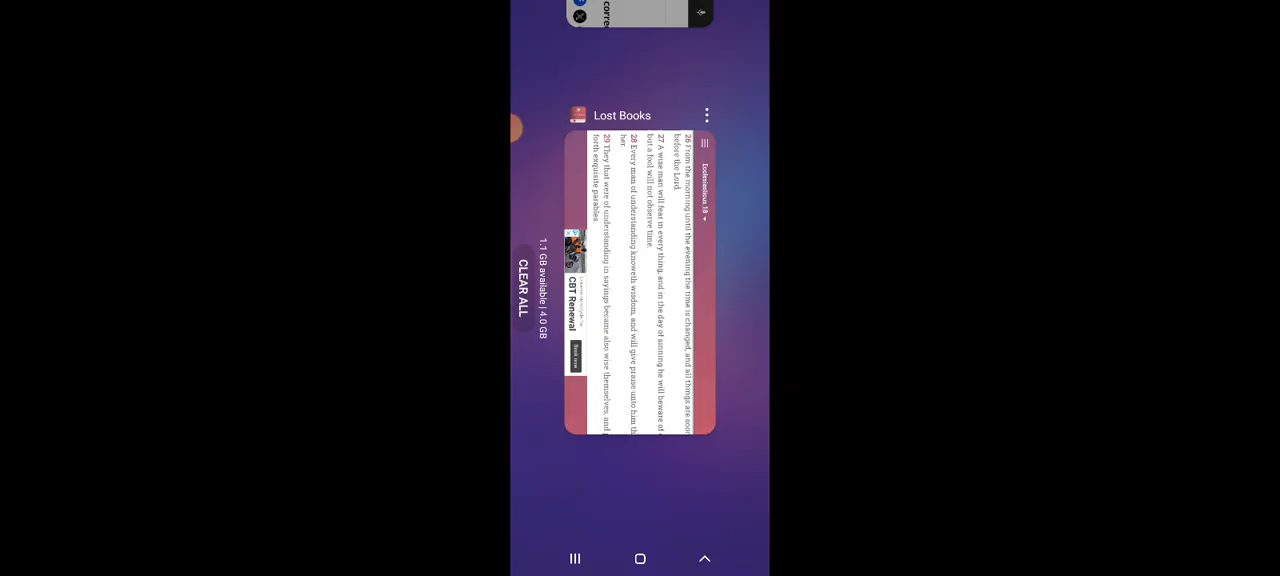 corre
Lost Books
Ecclesiasticus 18
26 From the morning until the evening the time is changed, and all things are soon
before the Lord.
27 A wise man will fear in every thing, and in the day of sinning he will beware of
but a fool will not observe time.
28 Every man of understanding knoweth wisdom, and will give praise unto him th
her.
29 They that were of understanding in sayings became also wise themselves, and
forth exquisite parables.
CBT Renewal
Book now
1.1 GB available | 4.0 GB
CLEAR ALL